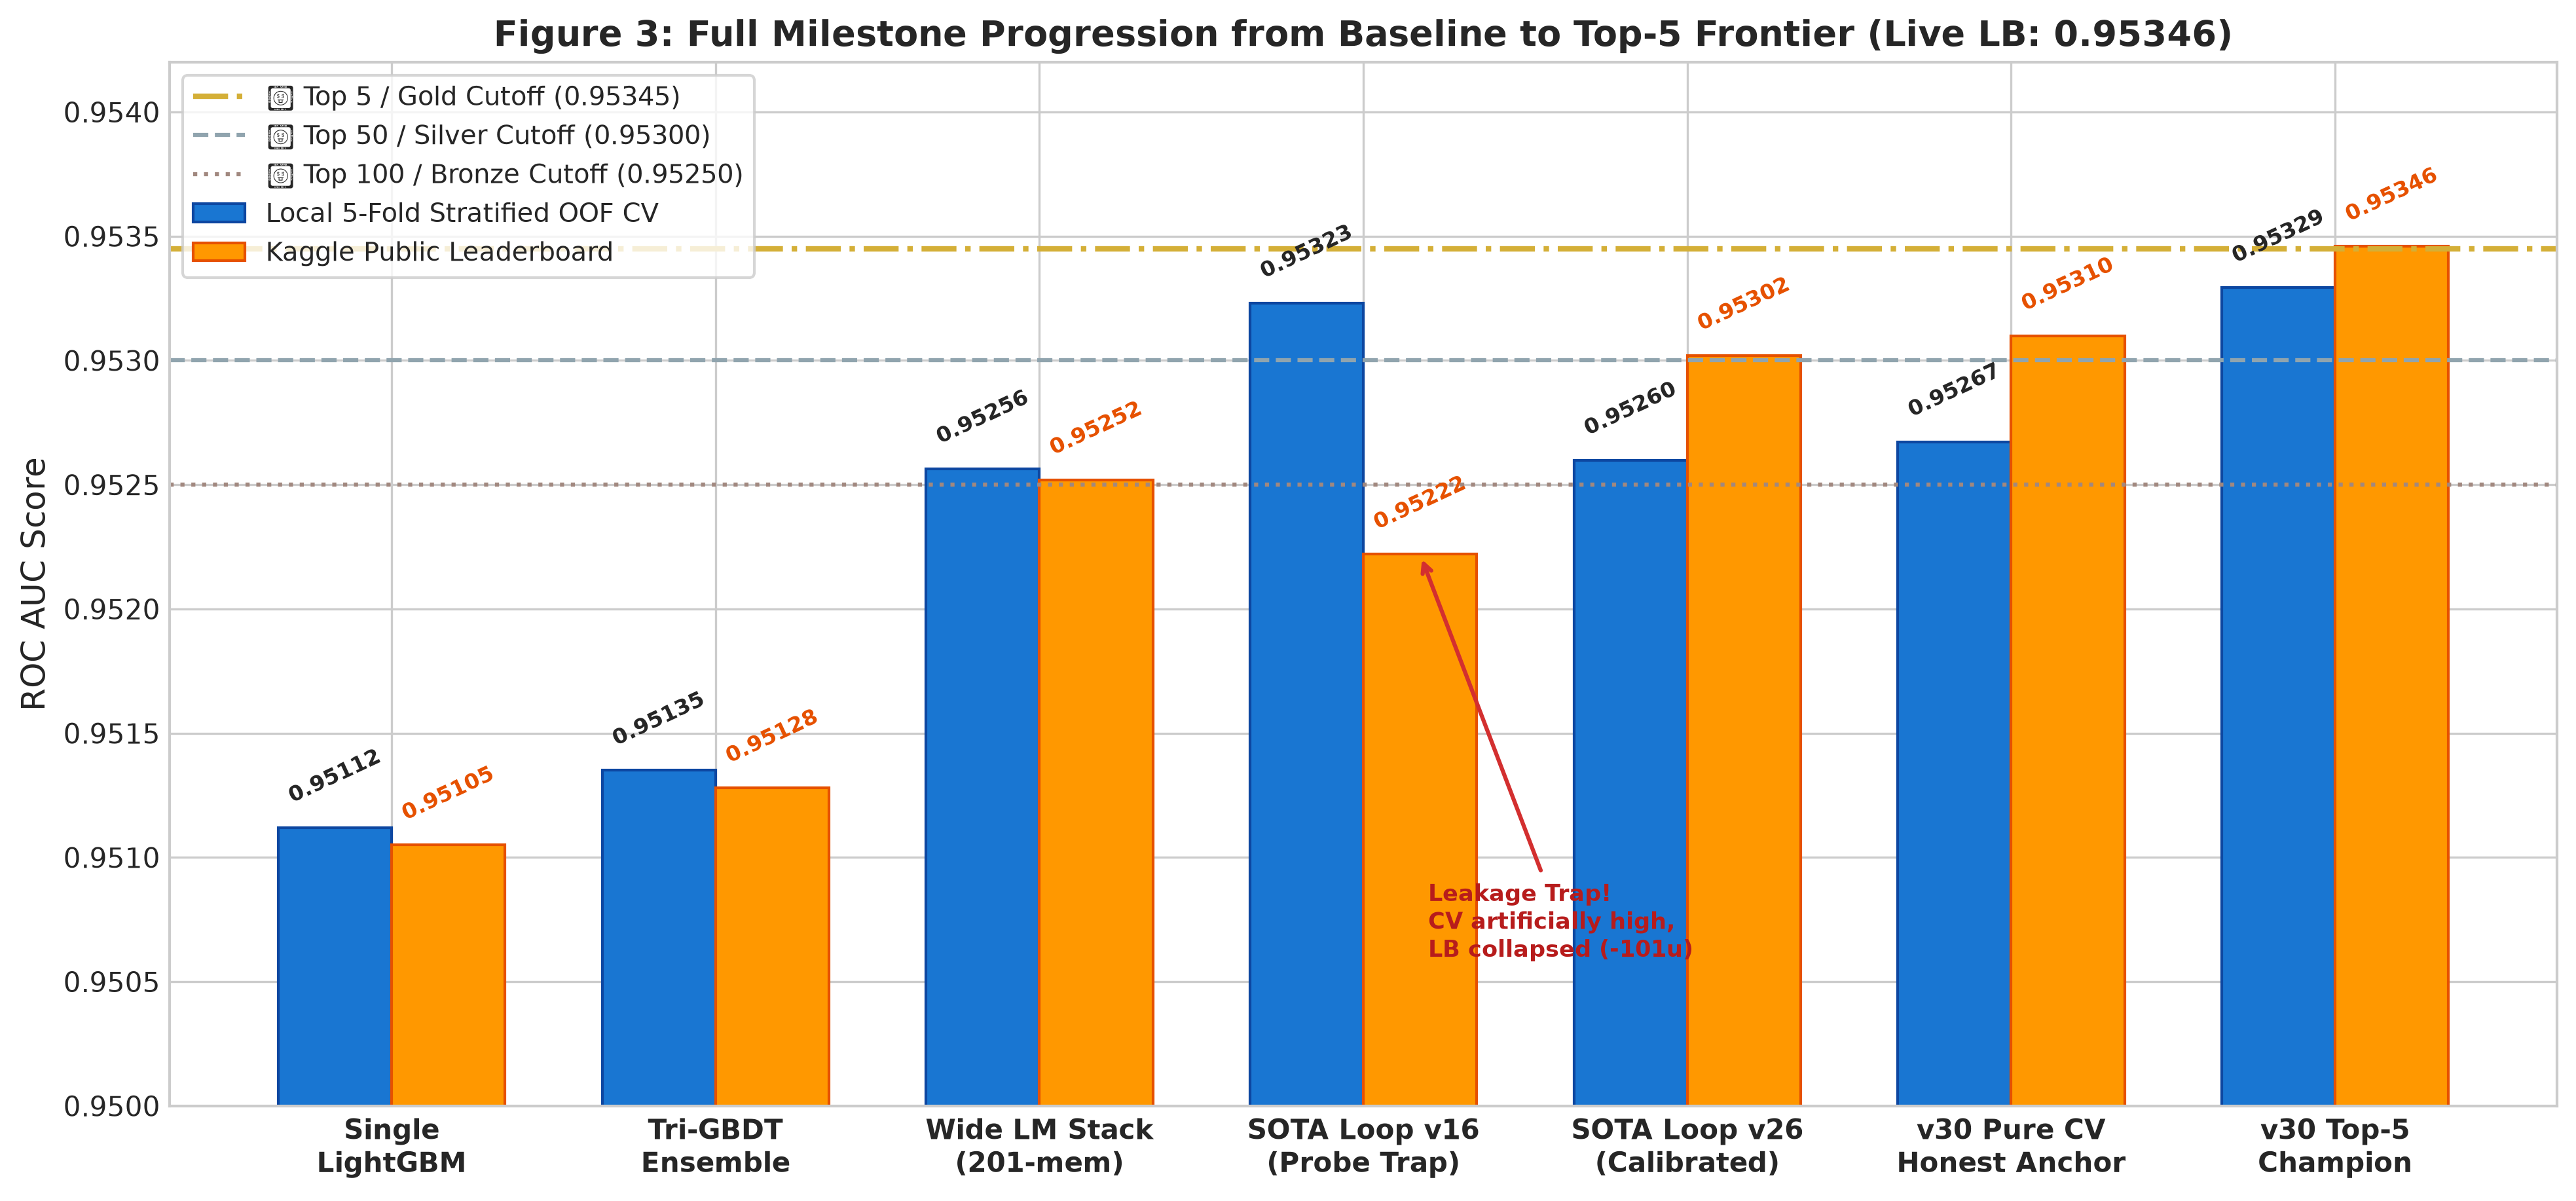 Figure 3: Full Milestone Progression from Baseline to Top-5 Frontier (Live LB: 0.95346)
Top 5 / Gold Cutoff (0.95345)
Top 50 / Silver Cutoff (0.95300)
Top 100 / Bronze Cutoff (0.95250)
Local 5-Fold Stratified OOF CV
Kaggle Public Leaderboard
ROC AUC Score
0.9540
0.9535
0.9530
0.9525
0.9520
0.9515
0.9510
0.9505
0.9500
0.95112
0.95105
0.95135
0.95128
0.95256
0.95252
0.95323
0.95222
0.95260
0.95302
0.95267
0.95310
0.95329
0.95346
Leakage Trap!
CV artificially high,
LB collapsed (-101u)
Single
LightGBM
Tri-GBDT
Ensemble
Wide LM Stack
(201-mem)
SOTA Loop v16
(Probe Trap)
SOTA Loop v26
(Calibrated)
v30 Pure CV
Honest Anchor
v30 Top-5
Champion